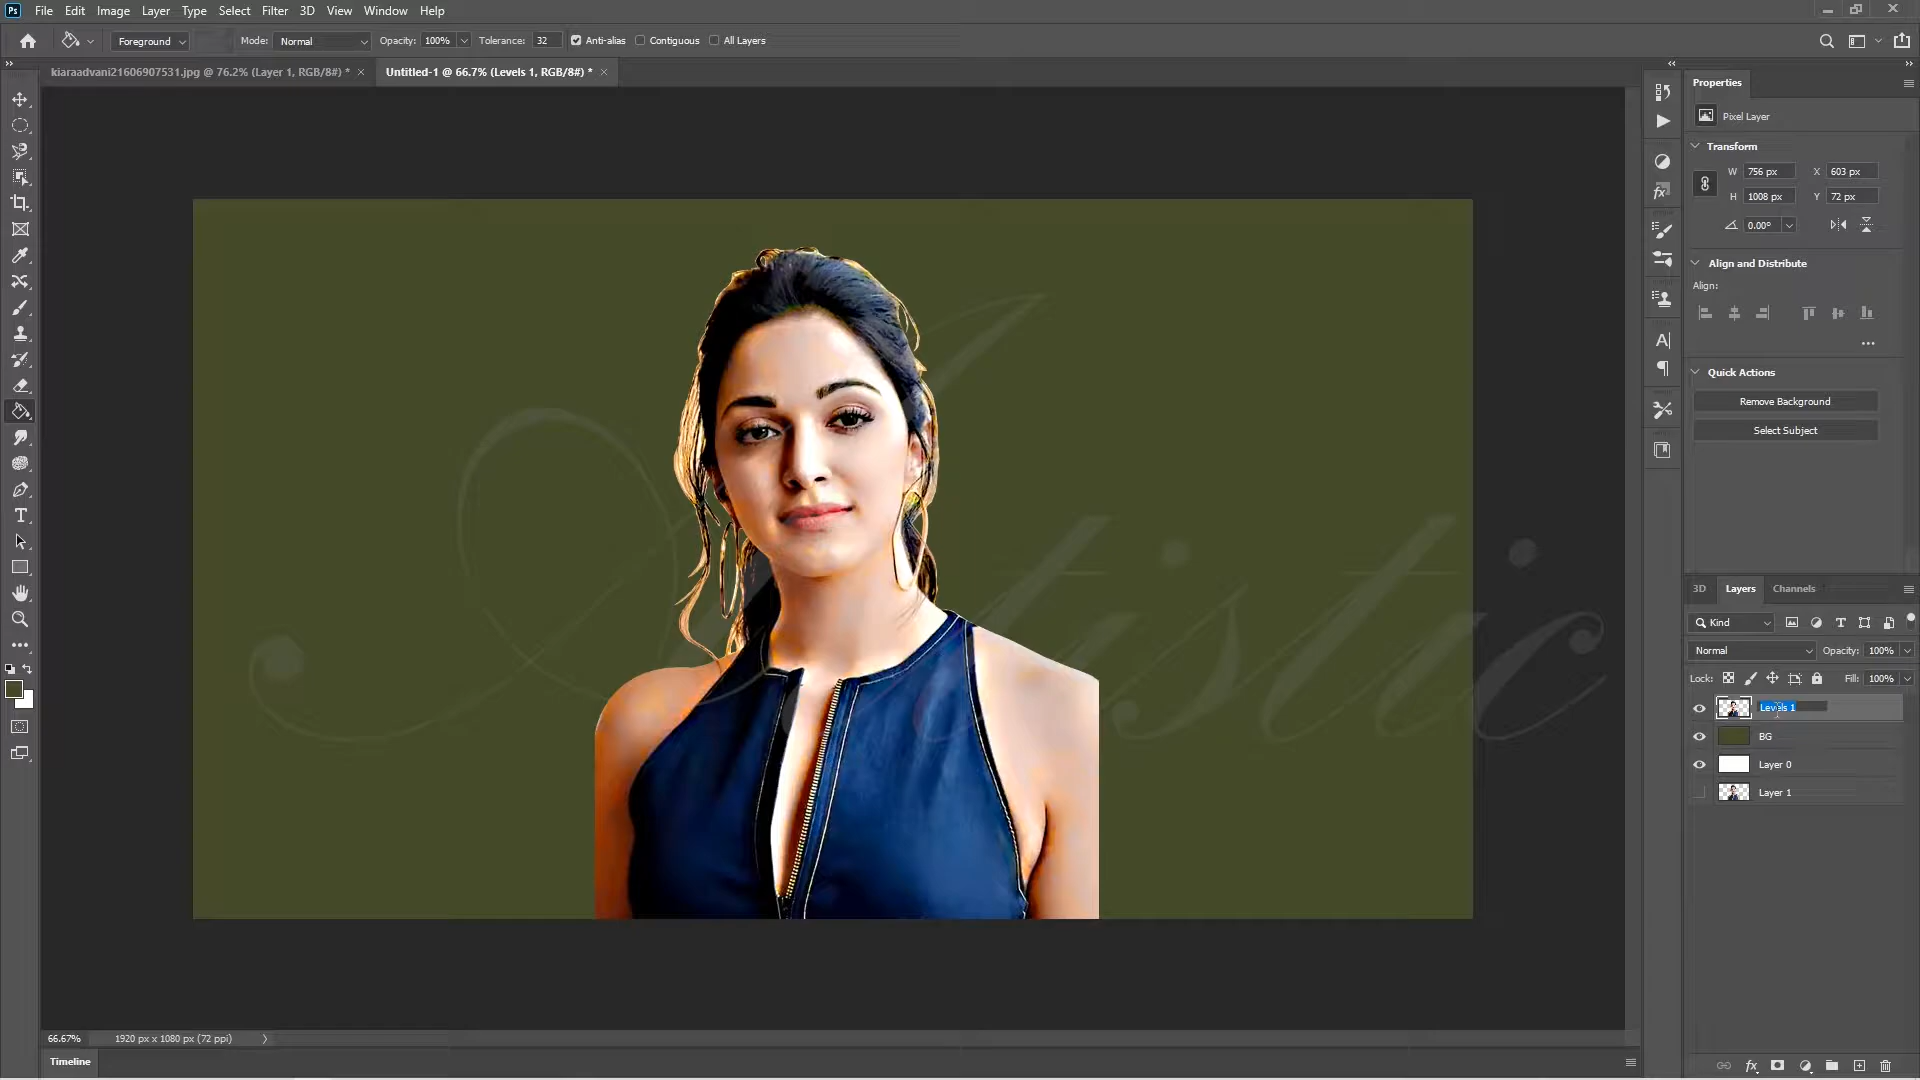 Ps File Edit Image Layer Type Select Filter 3D View Window Help
Foreground Mode: Normal Opacity: 100% Tolerance: 32 Anti-alias Contiguous All Layers
kiaraadvani21606907531.jpg @ 76.2% (Layer 1, RGB/8#) * × Untitled-1 @ 66.7% (Levels 1, RGB/8#) * ×
Properties
Pixel Layer
Transform
W 756 px X 603 px
H 1008 px Y 72 px
0.00°
Align and Distribute
Align:
Quick Actions
Remove Background
Select Subject
Artistic
3D Layers Channels
Kind
Normal Opacity: 100%
Lock: Fill: 100%
Levels 1
BG
Layer 0
Layer 1
66.67% 1920 px x 1080 px (72 ppi)
Timeline